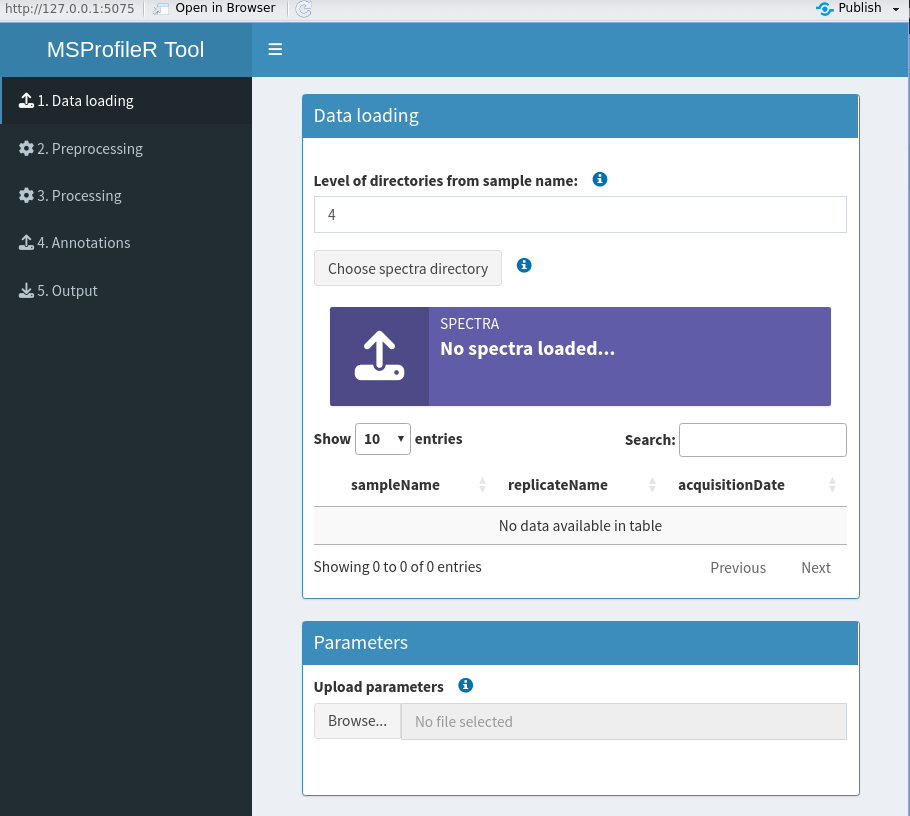 http://127.0.0.1:5075 Open in Browser Publish
MSProfileR Tool
1. Data loading
2. Preprocessing
3. Processing
4. Annotations
5. Output
Data loading
Level of directories from sample name:
4
Choose spectra directory
SPECTRA
No spectra loaded...
Show 10 entries Search:
sampleName replicateName acquisitionDate
No data available in table
Showing 0 to 0 of 0 entries Previous Next
Parameters
Upload parameters
Browse... No file selected